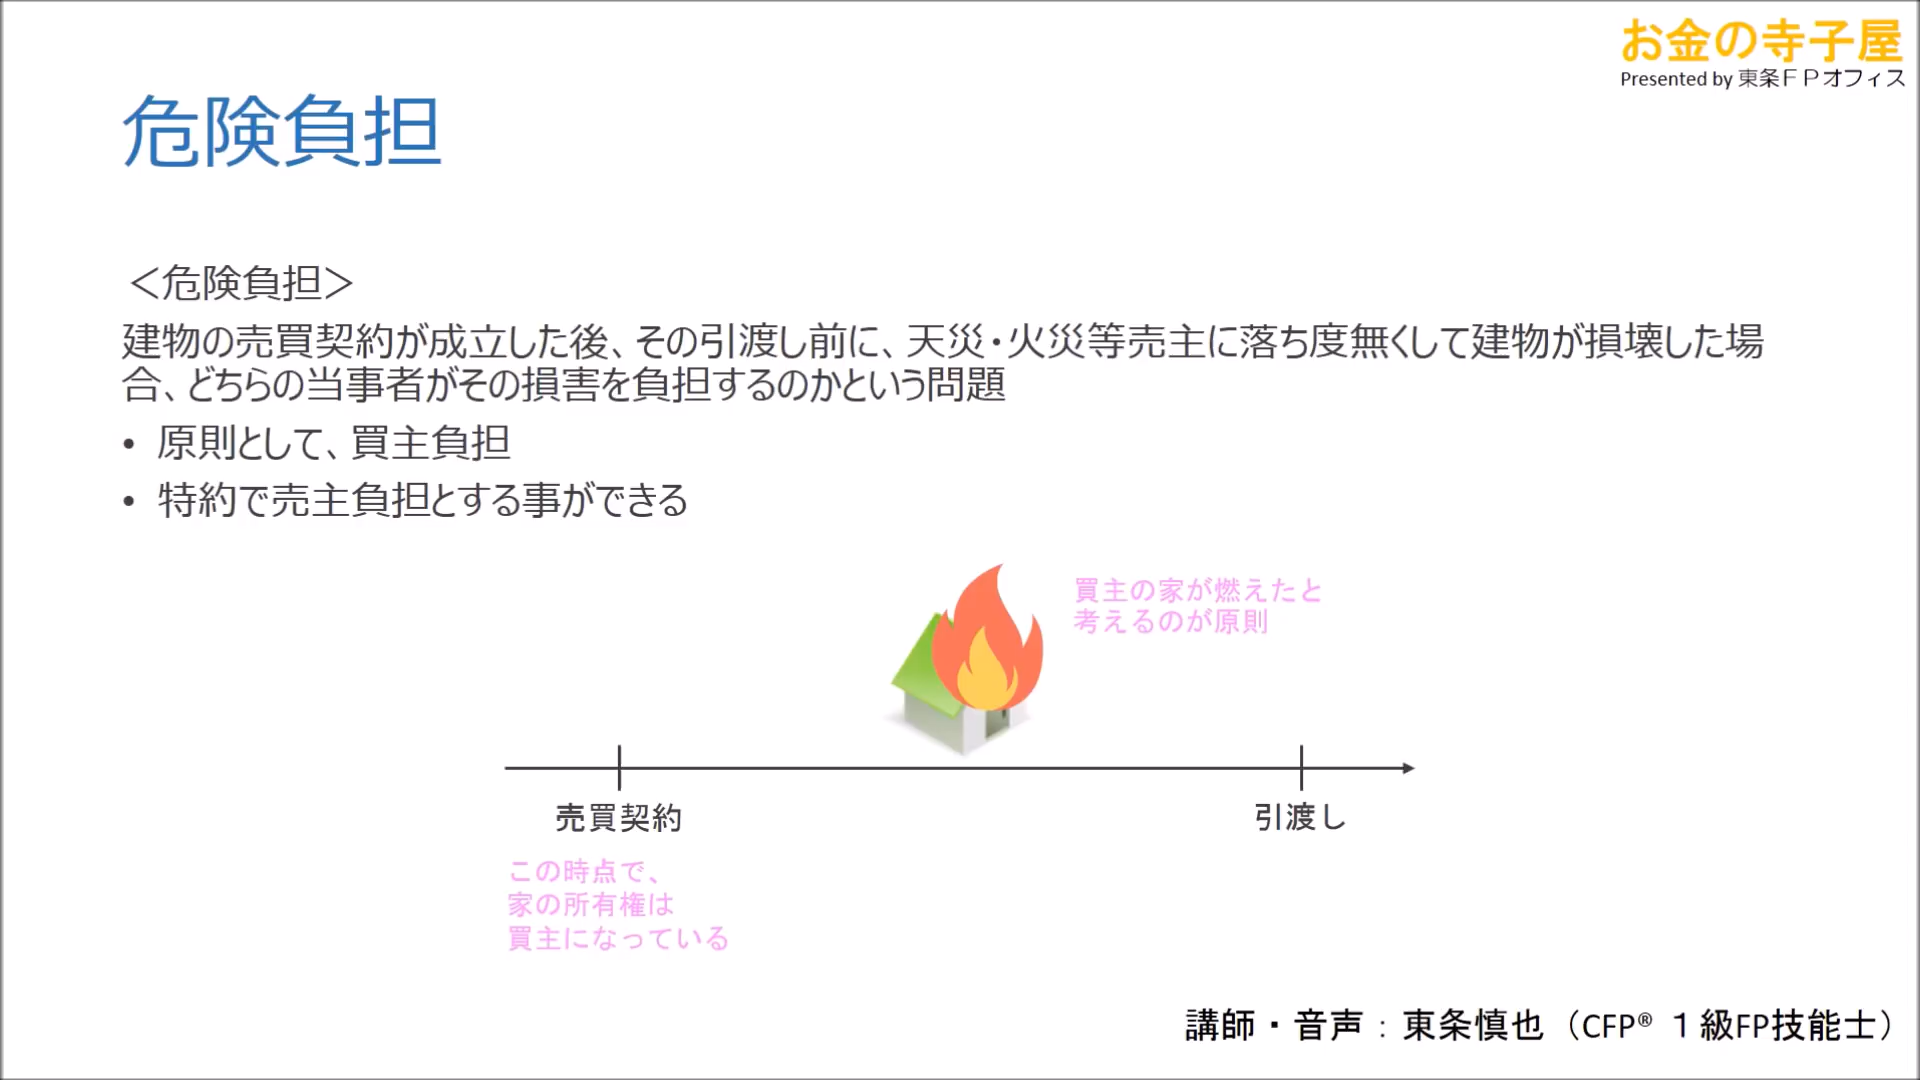 お金の寺子屋
Presented by 東条ＦＰオフィス
危険負担
＜危険負担＞
建物の売買契約が成立した後、その引渡し前に、天災・火災等売主に落ち度無くして建物が損壊した場
合、どちらの当事者がその損害を負担するのかという問題
• 原則として、買主負担
• 特約で売主負担とする事ができる
買主の家が燃えたと
考えるのが原則
売買契約
引渡し
この時点で、
家の所有権は
買主になっている
講師・音声：東条慎也（CFP® １級FP技能士）